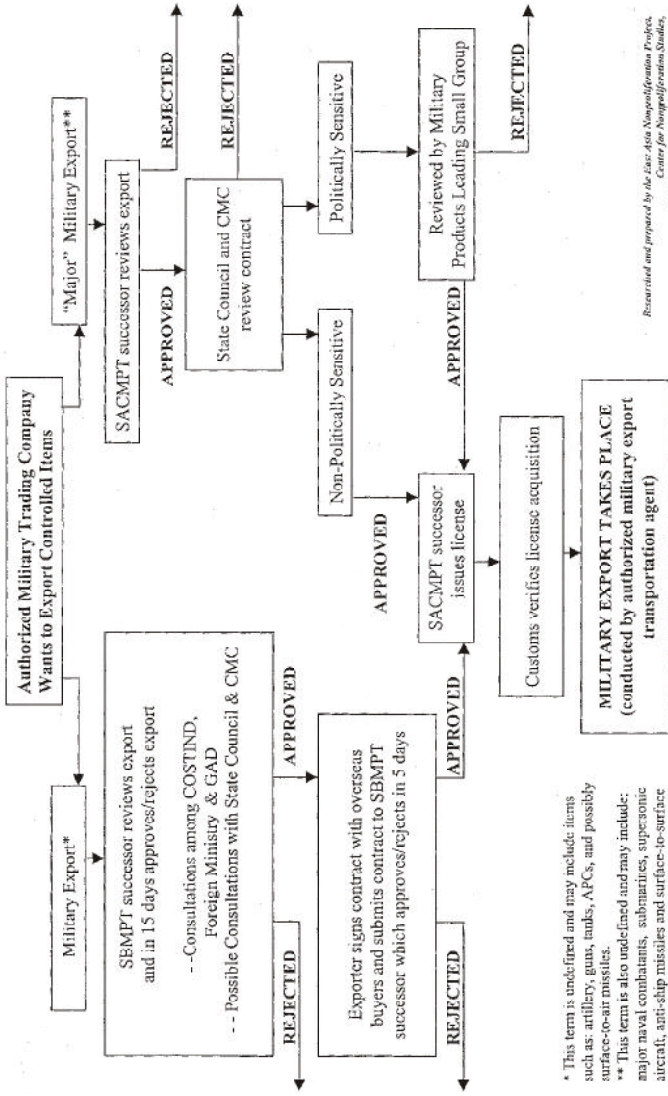 Authorized Military Trading Company
Wants to Export Controlled Items
Military Export*
"Major" Military Export**
SBMPT successor reviews export
and in 15 days approves/rejects export
- -Consultations among COSTIND,
Foreign Ministry & GAD
- - Possible Consultations with State Council & CMC
REJECTED
APPROVED
Exporter signs contract with overseas
buyers and submits contract to SBMPT
successor which approves/rejects in 5 days
REJECTED
APPROVED
SACMPT successor reviews export
REJECTED
APPROVED
State Council and CMC
review contract
REJECTED
Non-Politically Sensitive
Politically Sensitive
APPROVED
Reviewed by Military
Products Leading Small Group
APPROVED
REJECTED
SACMPT successor
issues license
Customs verifies license acquisition
MILITARY EXPORT TAKES PLACE
(conducted by authorized military export
transportation agent)
* This term is undefined and may include items
such as: artillery, guns, tanks, APCs, and possibly
surface-to-air missiles.
** This term is also undefined and may include:
major naval combatants, submarines, supersonic
aircraft, anti-ship missiles and surface-to-surface
Researched and prepared by the East Asia Nonproliferation Project,
Center for Nonproliferation Studies,